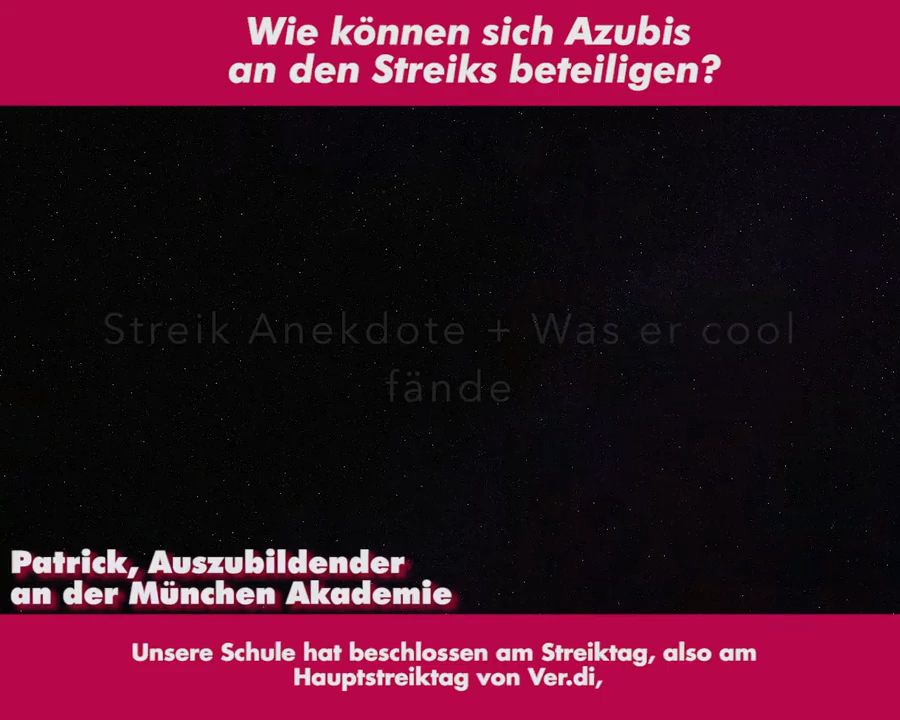 Wie können sich Azubis
an den Streiks beteiligen?
Streik Anekdote + Was er cool
fände
Patrick, Auszubildender
an der München Akademie
Unsere Schule hat beschlossen am Streiktag, also am
Hauptstreiktag von Ver.di,